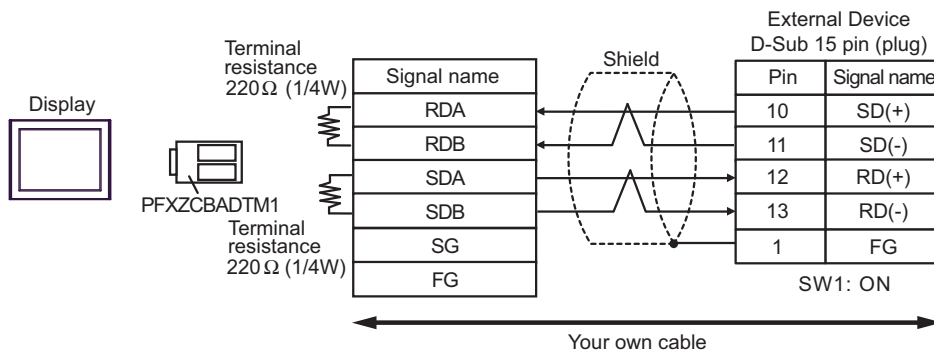 External Device
D-Sub 15 pin (plug)
Terminal
resistance
220Ω (1/4W)
Shield
Display
PFXZCBADTM1
Signal name
RDA
RDB
SDA
SDB
SG
FG
Pin Signal name
10 SD(+)
11 SD(-)
12 RD(+)
13 RD(-)
1 FG
Terminal
resistance
220Ω (1/4W)
SW1: ON
Your own cable